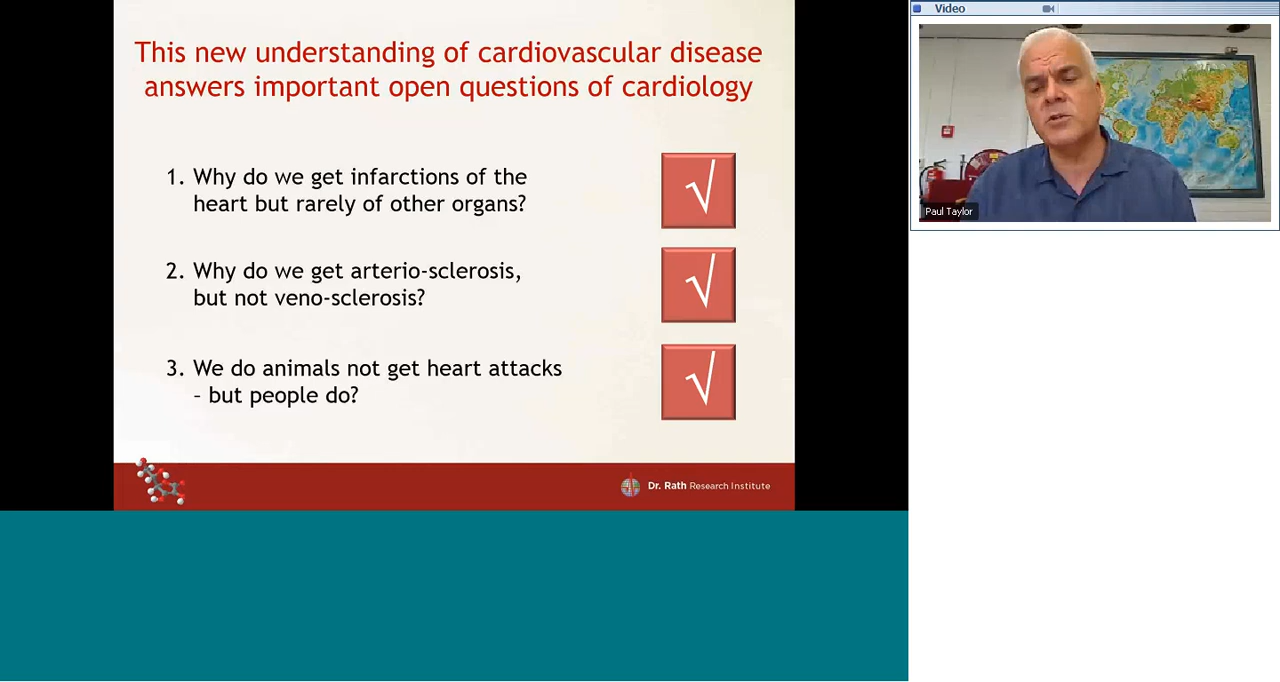 This new understanding of cardiovascular disease
answers important open questions of cardiology
1. Why do we get infarctions of the
heart but rarely of other organs?
√
2. Why do we get arterio-sclerosis,
but not veno-sclerosis?
√
3. We do animals not get heart attacks
– but people do?
√
Dr. Rath Research Institute
Video
Paul Taylor